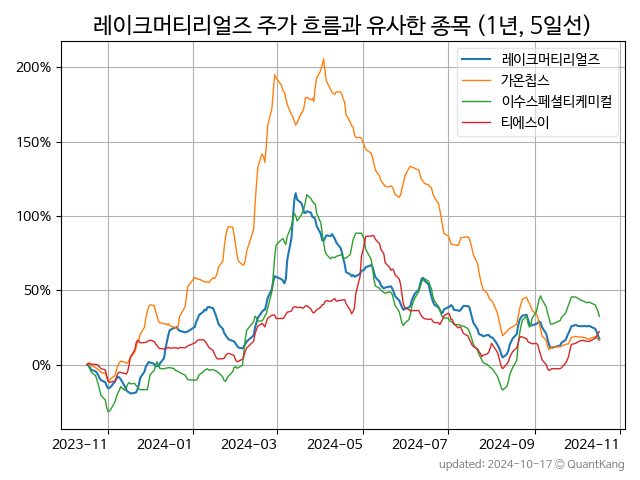 레이크머티리얼즈 주가 흐름과 유사한 종목 (1년, 5일선)
레이크머티리얼즈
가온칩스
이수스페셜티케미컬
티에스이
200%
150%
100%
50%
0%
2023-11 2024-01 2024-03 2024-05 2024-07 2024-09 2024-11
updated: 2024-10-17 © QuantKang